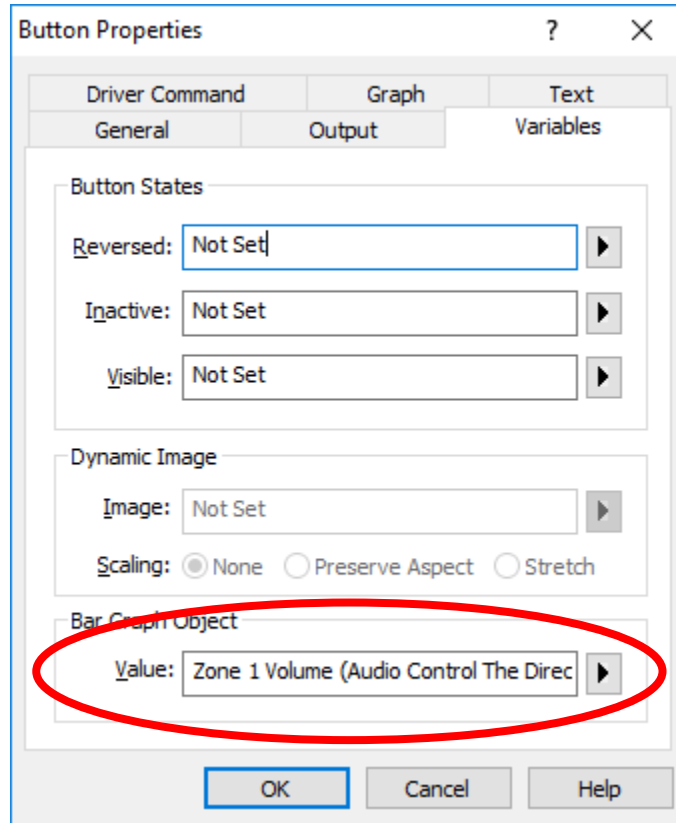 Button Properties ?
Driver Command Graph Text
General Output Variables
Button States
Reversed: Not Set
Inactive: Not Set
Visible: Not Set
Dynamic Image
Image: Not Set
Scaling: None Preserve Aspect Stretch
Bar Graph Object
Value: Zone 1 Volume (Audio Control The Direc
OK Cancel Help